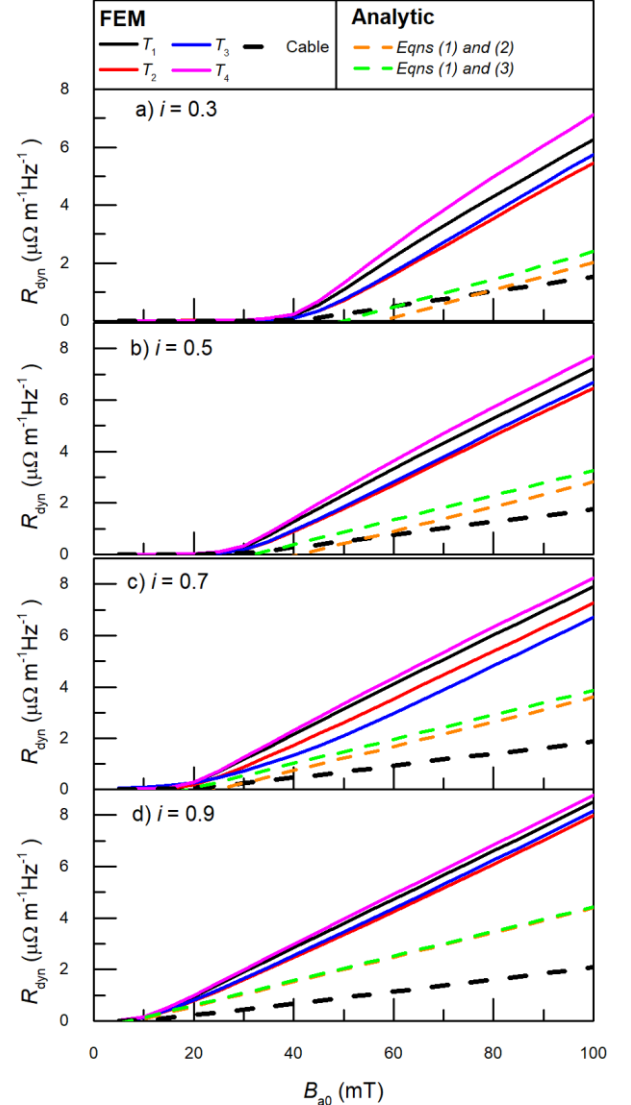 FEM
Analytic
T1 T3 Cable
T2 T4
Eqns (1) and (2)
Eqns (1) and (3)
a) i = 0.3
8
6
4
2
0
Rdyn (μΩ m⁻¹Hz⁻¹)
b) i = 0.5
8
6
4
2
0
Rdyn (μΩ m⁻¹Hz⁻¹)
c) i = 0.7
8
6
4
2
0
Rdyn (μΩ m⁻¹Hz⁻¹)
d) i = 0.9
8
6
4
2
0
Rdyn (μΩ m⁻¹Hz⁻¹)
0 20 40 60 80 100
Ba0 (mT)